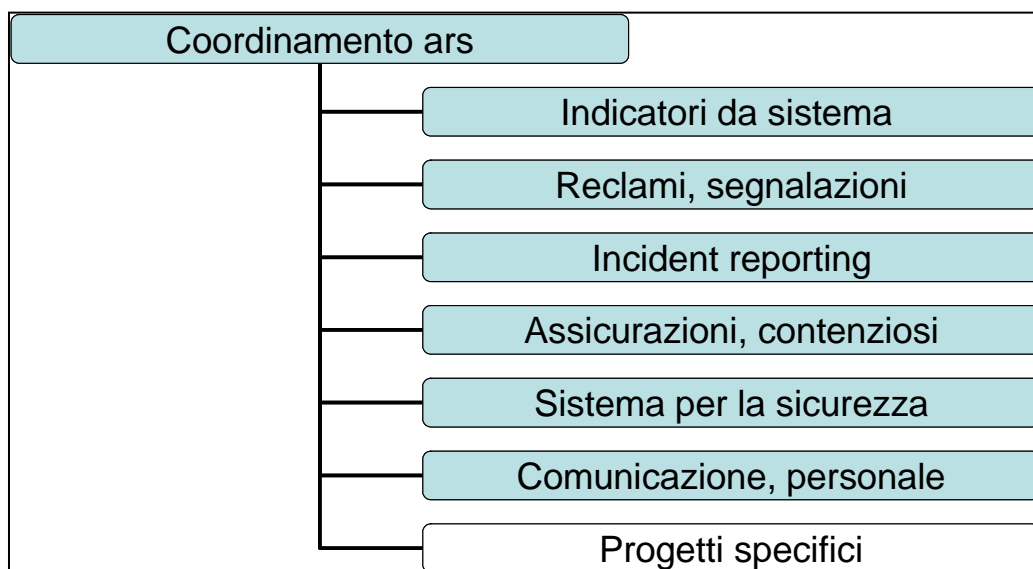 Coordinamento ars
Indicatori da sistema
Reclami, segnalazioni
Incident reporting
Assicurazioni, contenziosi
Sistema per la sicurezza
Comunicazione, personale
Progetti specifici